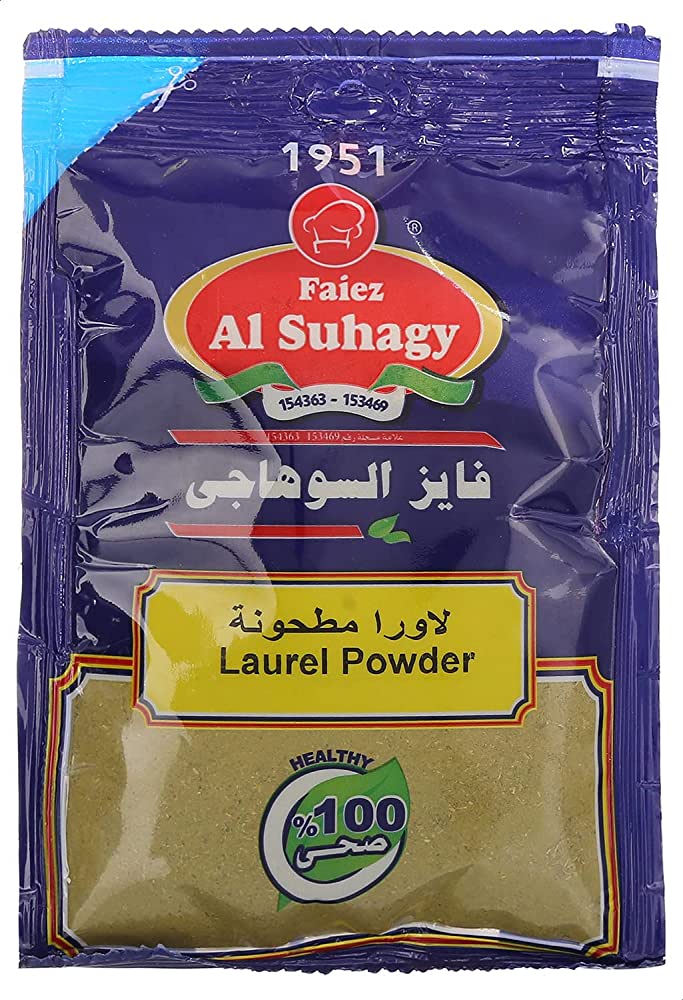 1951
®
Faiez
Al Suhagy
154363 - 153469
علامة مسجلة رقم 153469 154363
فايز السوهاجى
لاورا مطحونة
Laurel Powder
HEALTHY
%100
صحى